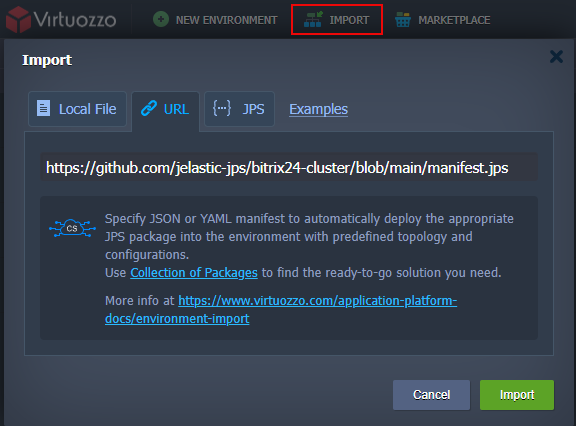 Virtuozzo NEW ENVIRONMENT IMPORT MARKETPLACE
Import
Local File URL {···} JPS Examples
https://github.com/jelastic-jps/bitrix24-cluster/blob/main/manifest.jps
Specify JSON or YAML manifest to automatically deploy the appropriate
CS
JPS package into the environment with predefined topology and
configurations.
Use Collection of Packages to find the ready-to-go solution you need.
More info at https://www.virtuozzo.com/application-platform-
docs/environment-import
Cancel Import